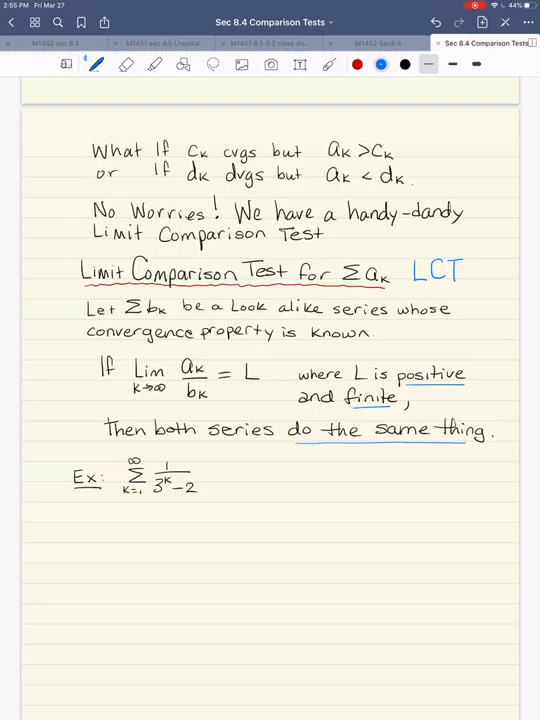 2:55 PM Fri Mar 27
44%
Sec 8.4 Comparison Tests
M1452 sec 8.3
M1451 sec 4.5 Lhospital
M1451 6.1-8.2 class do...
M1452 Sec8.3
Sec 8.4 Comparison Tests
What If Ck cvgs but ak > Ck
or If dk dvgs but ak < dk.
No Worries! We have a handy-dandy
Limit Comparison Test
Limit Comparison Test for Σak LCT
Let Σbk be a Look alike series whose
convergence property is known.
If Lim k→∞ ak/bk = L where L is positive
and finite,
Then both series do the same thing.
Ex: ∞ Σ k=1 1/(3^k − 2)